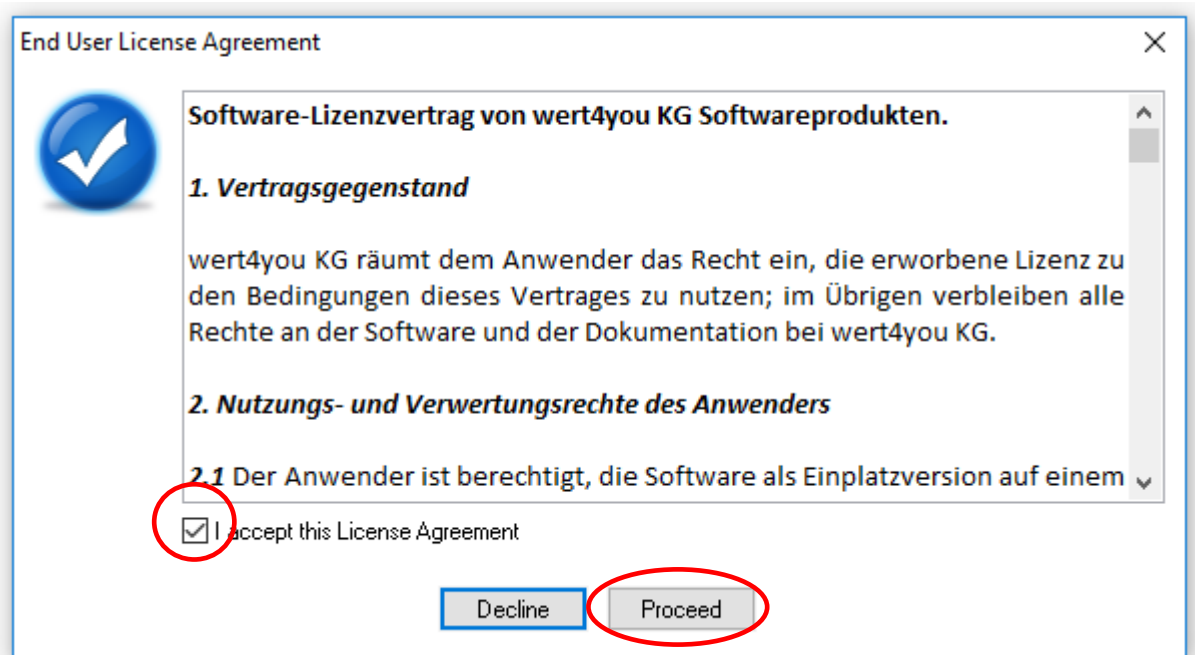 End User License Agreement
Software-Lizenzvertrag von wert4you KG Softwareprodukten.
1. Vertragsgegenstand
wert4you KG räumt dem Anwender das Recht ein, die erworbene Lizenz zu
den Bedingungen dieses Vertrages zu nutzen; im Übrigen verbleiben alle
Rechte an der Software und der Dokumentation bei wert4you KG.
2. Nutzungs- und Verwertungsrechte des Anwenders
2.1 Der Anwender ist berechtigt, die Software als Einplatzversion auf einem
I accept this License Agreement
Decline Proceed